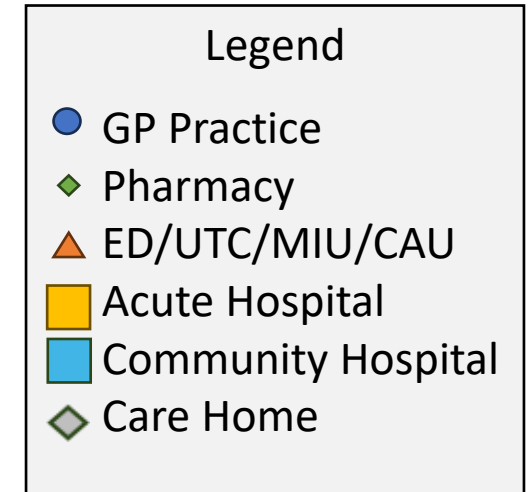 Legend
GP Practice
Pharmacy
ED/UTC/MIU/CAU
Acute Hospital
Community Hospital
Care Home